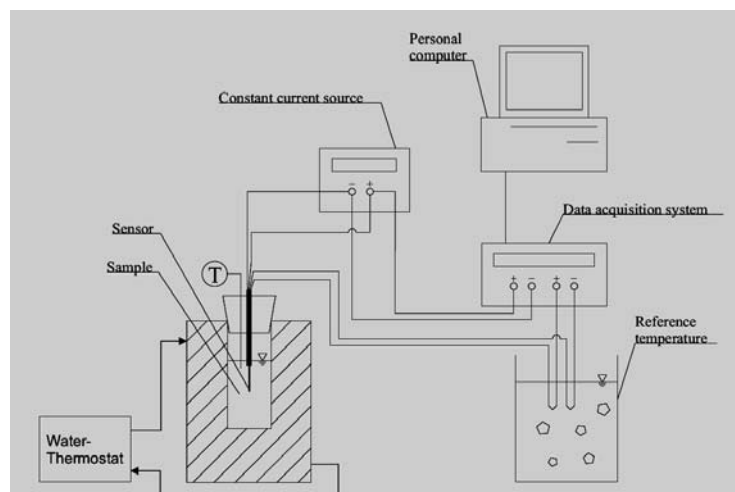 Personal
computer
Constant current source
− +
Data acquisition system
Sensor
Sample
T
+ − + −
Reference
temperature
Water-
Thermostat